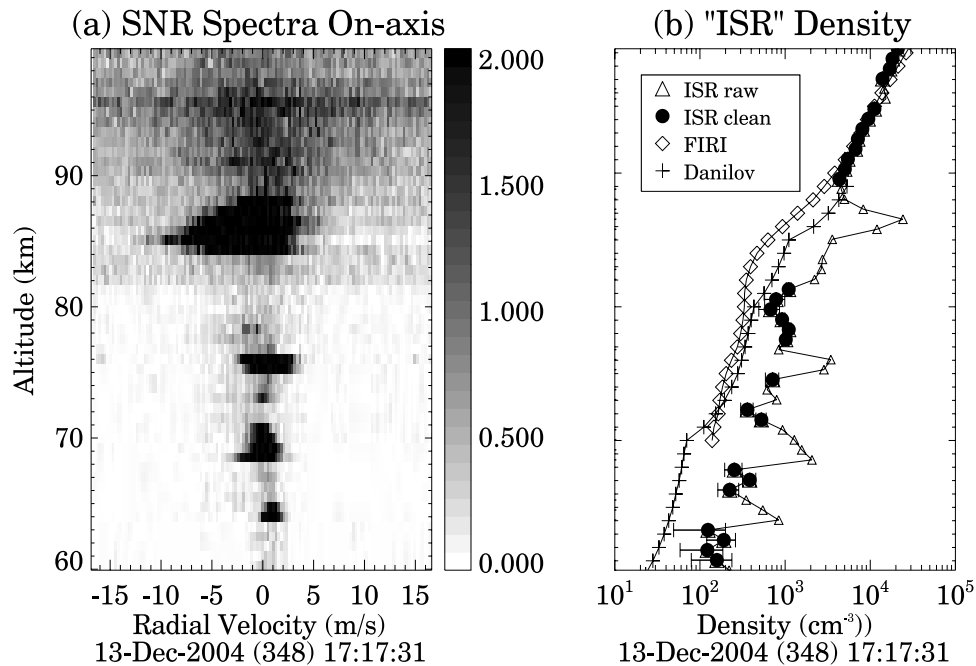 (a) SNR Spectra On-axis
(b) "ISR" Density
2.000
1.500
1.000
0.500
0.000
90
80
70
60
Altitude (km)
-15 -10 -5 0 5 10 15
Radial Velocity (m/s)
13-Dec-2004 (348) 17:17:31
ISR raw
ISR clean
FIRI
Danilov
10¹ 10² 10³ 10⁴ 10⁵
Density (cm⁻³))
13-Dec-2004 (348) 17:17:31